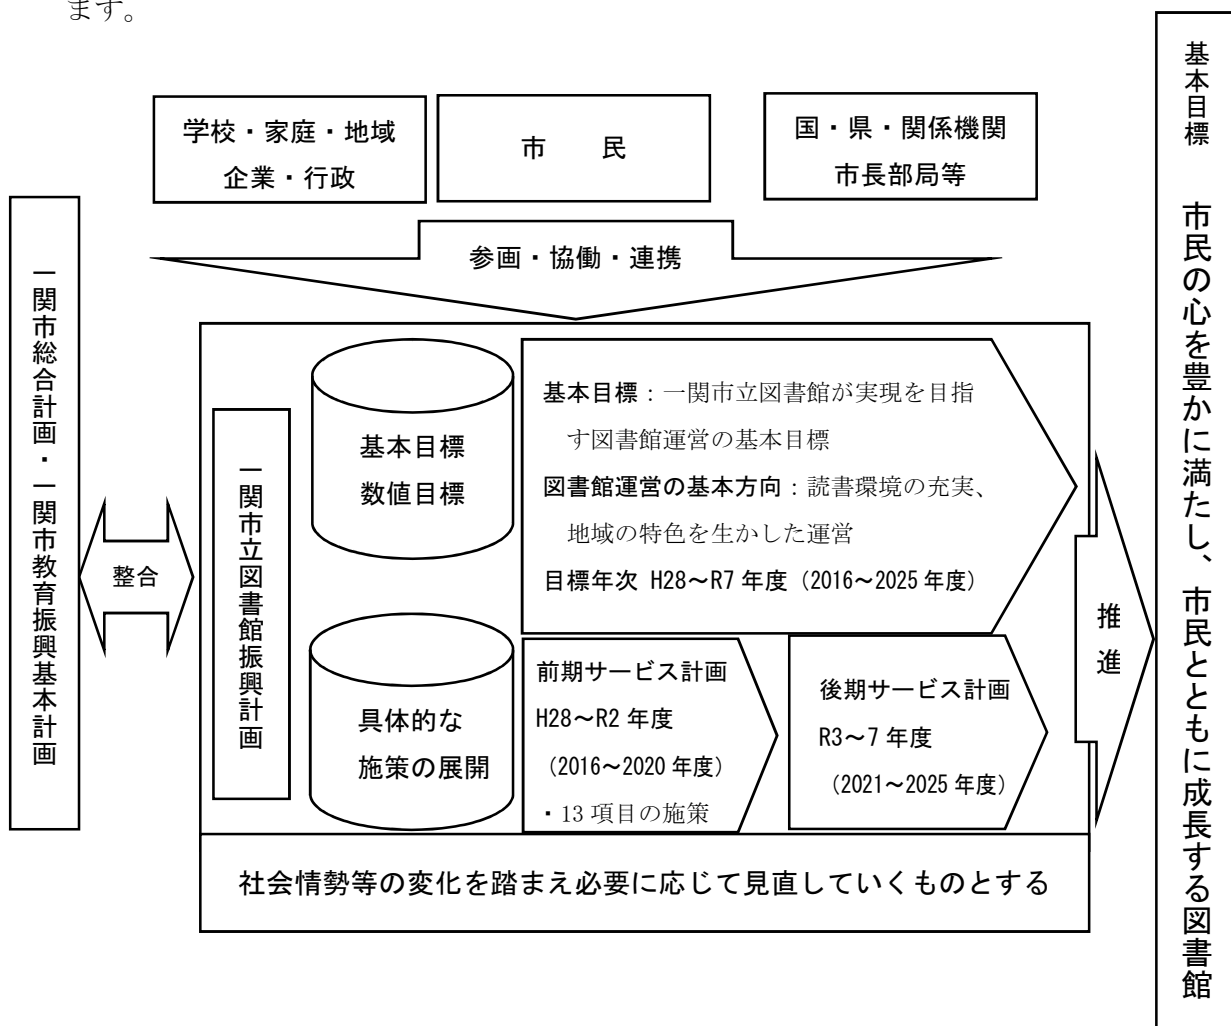 ます。
学校・家庭・地域
企業・行政
市　　民
国・県・関係機関
市長部局等
参画・協働・連携
一関市総合計画・一関市教育振興基本計画
整合
一関市立図書館振興計画
基本目標
数値目標
基本目標：一関市立図書館が実現を目指
す図書館運営の基本目標
図書館運営の基本方向：読書環境の充実、
地域の特色を生かした運営
目標年次 H28～R7 年度（2016～2025 年度）
具体的な
施策の展開
前期サービス計画
H28～R2 年度
（2016～2020 年度）
・13 項目の施策
後期サービス計画
R3～7 年度
（2021～2025 年度）
社会情勢等の変化を踏まえ必要に応じて見直していくものとする
推進
基本目標　市民の心を豊かに満たし、市民とともに成長する図書館